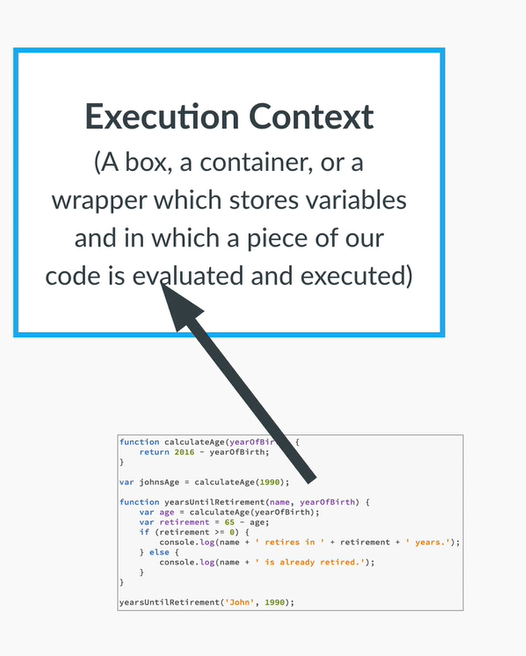 Execution Context
(A box, a container, or a
wrapper which stores variables
and in which a piece of our
code is evaluated and executed)
function calculateAge(yearOfBir {
    return 2016 - yearOfBirth;
}
var johnsAge = calculateAge(1990);
function yearsUntilRetirement(name, yearOfBirth) {
    var age = calculateAge(yearOfBirth);
    var retirement = 65 - age;
    if (retirement >= 0) {
        console.log(name + ' retires in ' + retirement + ' years.');
    } else {
        console.log(name + ' is already retired.');
    }
}
yearsUntilRetirement('John', 1990);